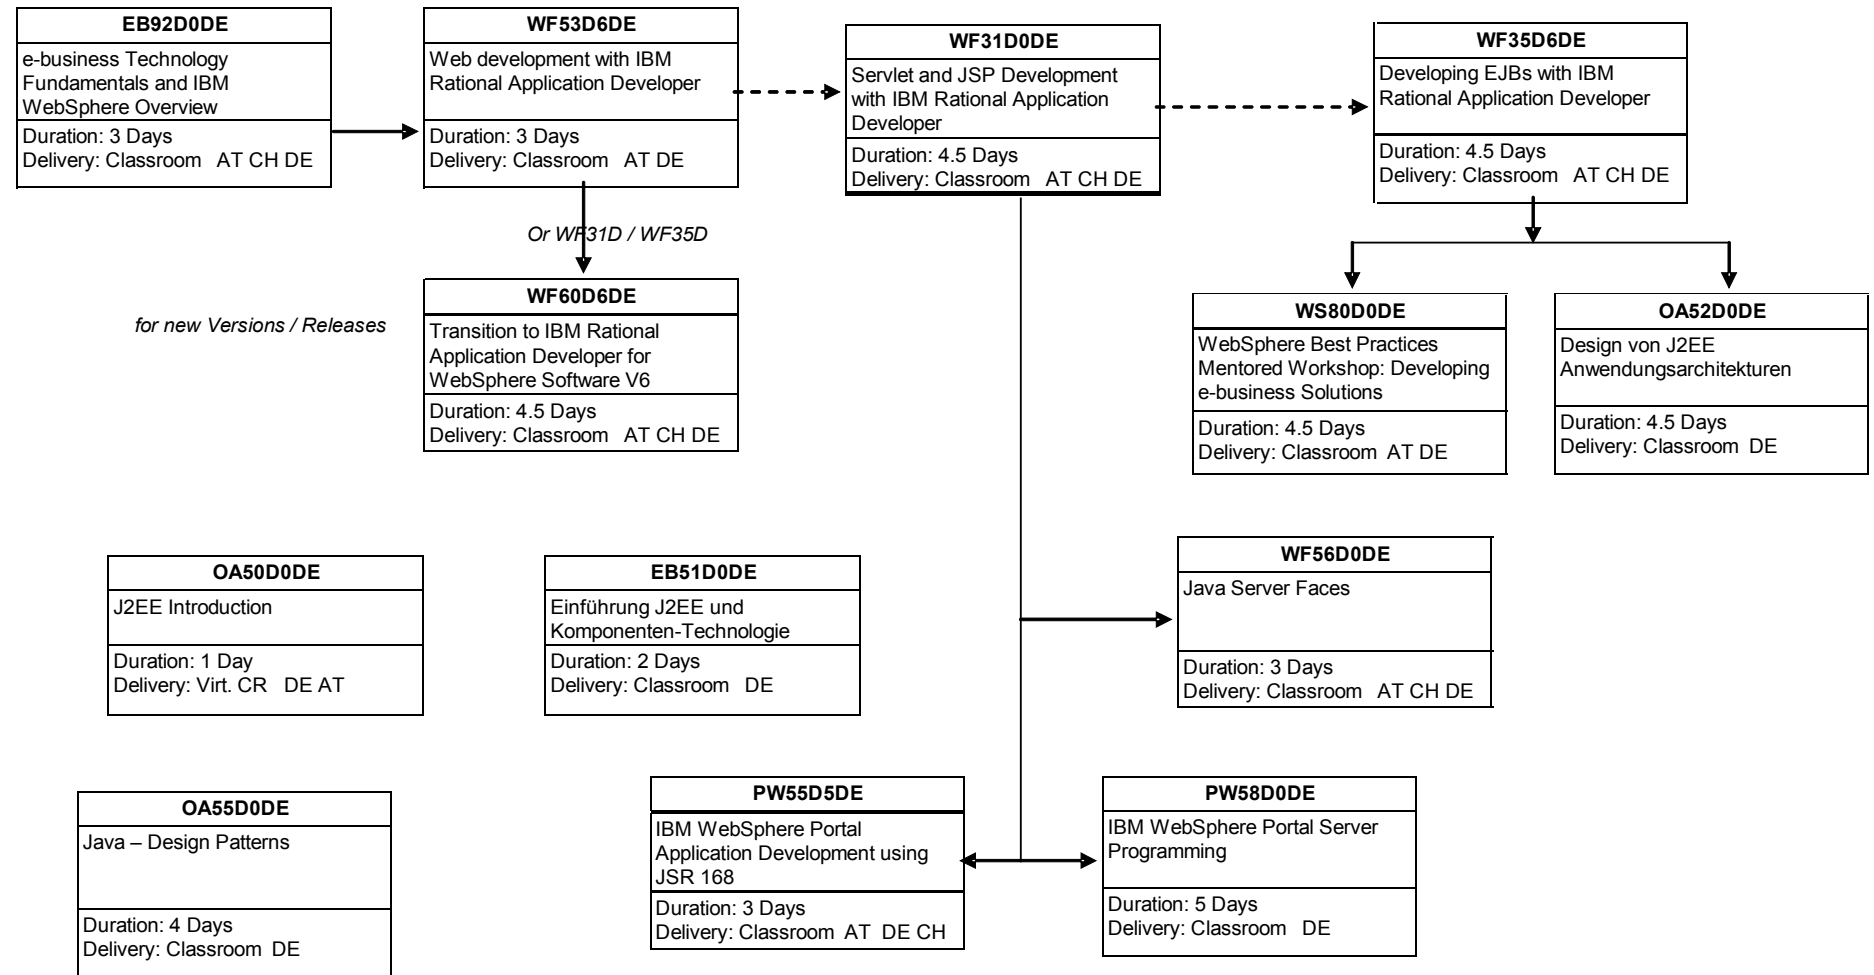 EB92D0DE
e-business Technology
Fundamentals and IBM
WebSphere Overview
Duration: 3 Days
Delivery: Classroom   AT CH DE
WF53D6DE
Web development with IBM
Rational Application Developer
Duration: 3 Days
Delivery: Classroom   AT DE
WF31D0DE
Servlet and JSP Development
with IBM Rational Application
Developer
Duration: 4.5 Days
Delivery: Classroom   AT CH DE
WF35D6DE
Developing EJBs with IBM
Rational Application Developer
Duration: 4.5 Days
Delivery: Classroom   AT CH DE
Or WF31D / WF35D
for new Versions / Releases
WF60D6DE
Transition to IBM Rational
Application Developer for
WebSphere Software V6
Duration: 4.5 Days
Delivery: Classroom   AT CH DE
WS80D0DE
WebSphere Best Practices
Mentored Workshop: Developing
e-business Solutions
Duration: 4.5 Days
Delivery: Classroom  AT DE
OA52D0DE
Design von J2EE
Anwendungsarchitekturen
Duration: 4.5 Days
Delivery: Classroom  DE
OA50D0DE
J2EE Introduction
Duration: 1 Day
Delivery: Virt. CR   DE AT
EB51D0DE
Einführung J2EE und
Komponenten-Technologie
Duration: 2 Days
Delivery: Classroom   DE
WF56D0DE
Java Server Faces
Duration: 3 Days
Delivery: Classroom   AT CH DE
OA55D0DE
Java – Design Patterns
Duration: 4 Days
Delivery: Classroom  DE
PW55D5DE
IBM WebSphere Portal
Application Development using
JSR 168
Duration: 3 Days
Delivery: Classroom  AT  DE CH
PW58D0DE
IBM WebSphere Portal Server
Programming
Duration: 5 Days
Delivery: Classroom   DE